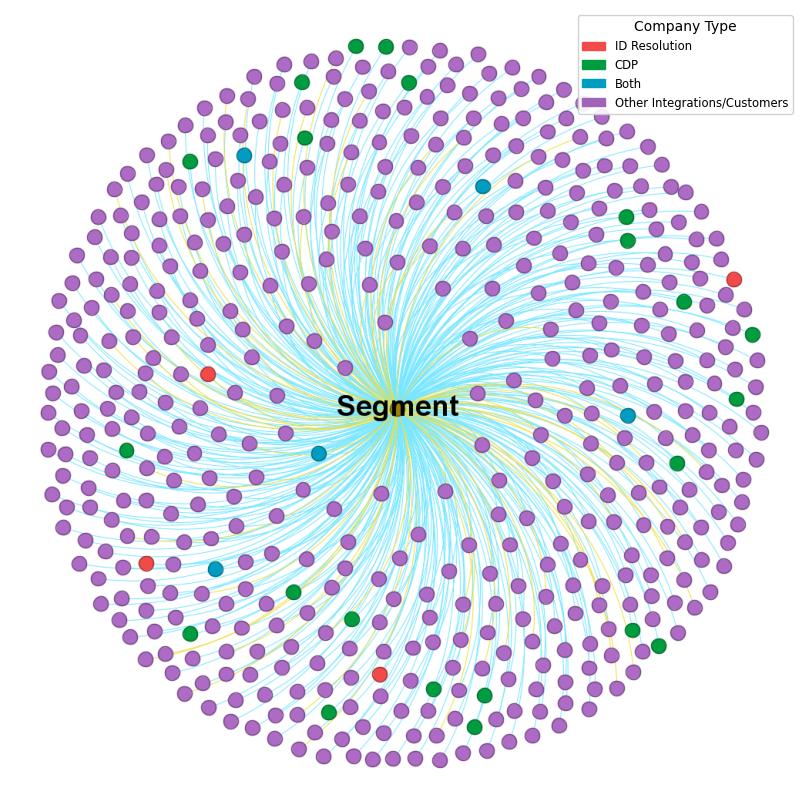 Company Type
ID Resolution
CDP
Both
Other Integrations/Customers
Segment